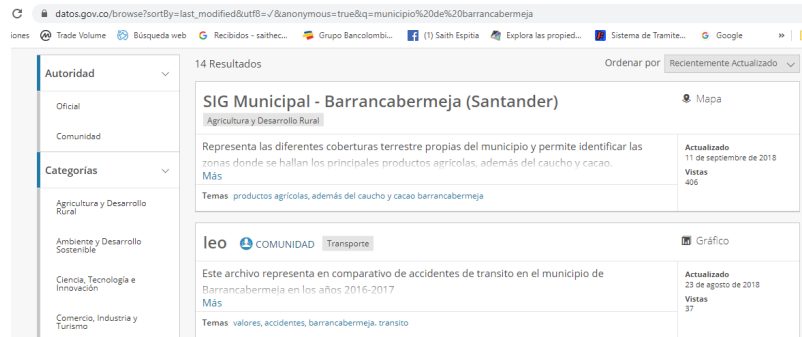 datos.gov.co/browse?sortBy=last_modified&utf8=✓&anonymous=true&q=municipio%20de%20barrancabermeja
iones Trade Volume Búsqueda web Recibidos - saithec... Grupo Bancolombi... (1) Saith Espitia Explora las propied... Sistema de Tramite... Google »
Autoridad
Oficial
Comunidad
Categorías
Agricultura y Desarrollo
Rural
Ambiente y Desarrollo
Sostenible
Ciencia, Tecnología e
Innovación
Comercio, Industria y
Turismo
14 Resultados
Ordenar por Recientemente Actualizado
SIG Municipal - Barrancabermeja (Santander)
Agricultura y Desarrollo Rural
Mapa
Representa las diferentes coberturas terrestre propias del municipio y permite identificar las
zonas donde se hallan los principales productos agrícolas, además del caucho y cacao.
Más
Temas productos agrícolas, además del caucho y cacao barrancabermeja
Actualizado
11 de septiembre de 2018
Vistas
406
leo COMUNIDAD Transporte
Gráfico
Este archivo representa en comparativo de accidentes de transito en el municipio de
Barrancabermeja en los años 2016-2017
Más
Temas valores, accidentes, barrancabermeja, transito
Actualizado
23 de agosto de 2018
Vistas
37